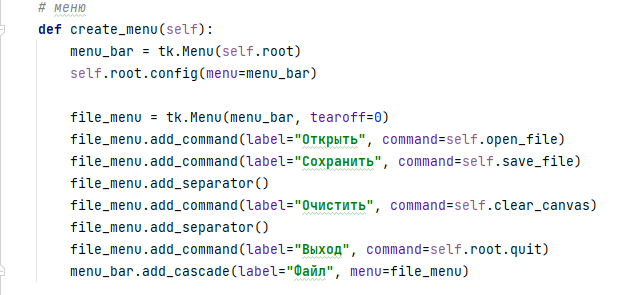 # меню
def create_menu(self):
    menu_bar = tk.Menu(self.root)
    self.root.config(menu=menu_bar)

    file_menu = tk.Menu(menu_bar, tearoff=0)
    file_menu.add_command(label="Открыть", command=self.open_file)
    file_menu.add_command(label="Сохранить", command=self.save_file)
    file_menu.add_separator()
    file_menu.add_command(label="Очистить", command=self.clear_canvas)
    file_menu.add_separator()
    file_menu.add_command(label="Выход", command=self.root.quit)
    menu_bar.add_cascade(label="Файл", menu=file_menu)